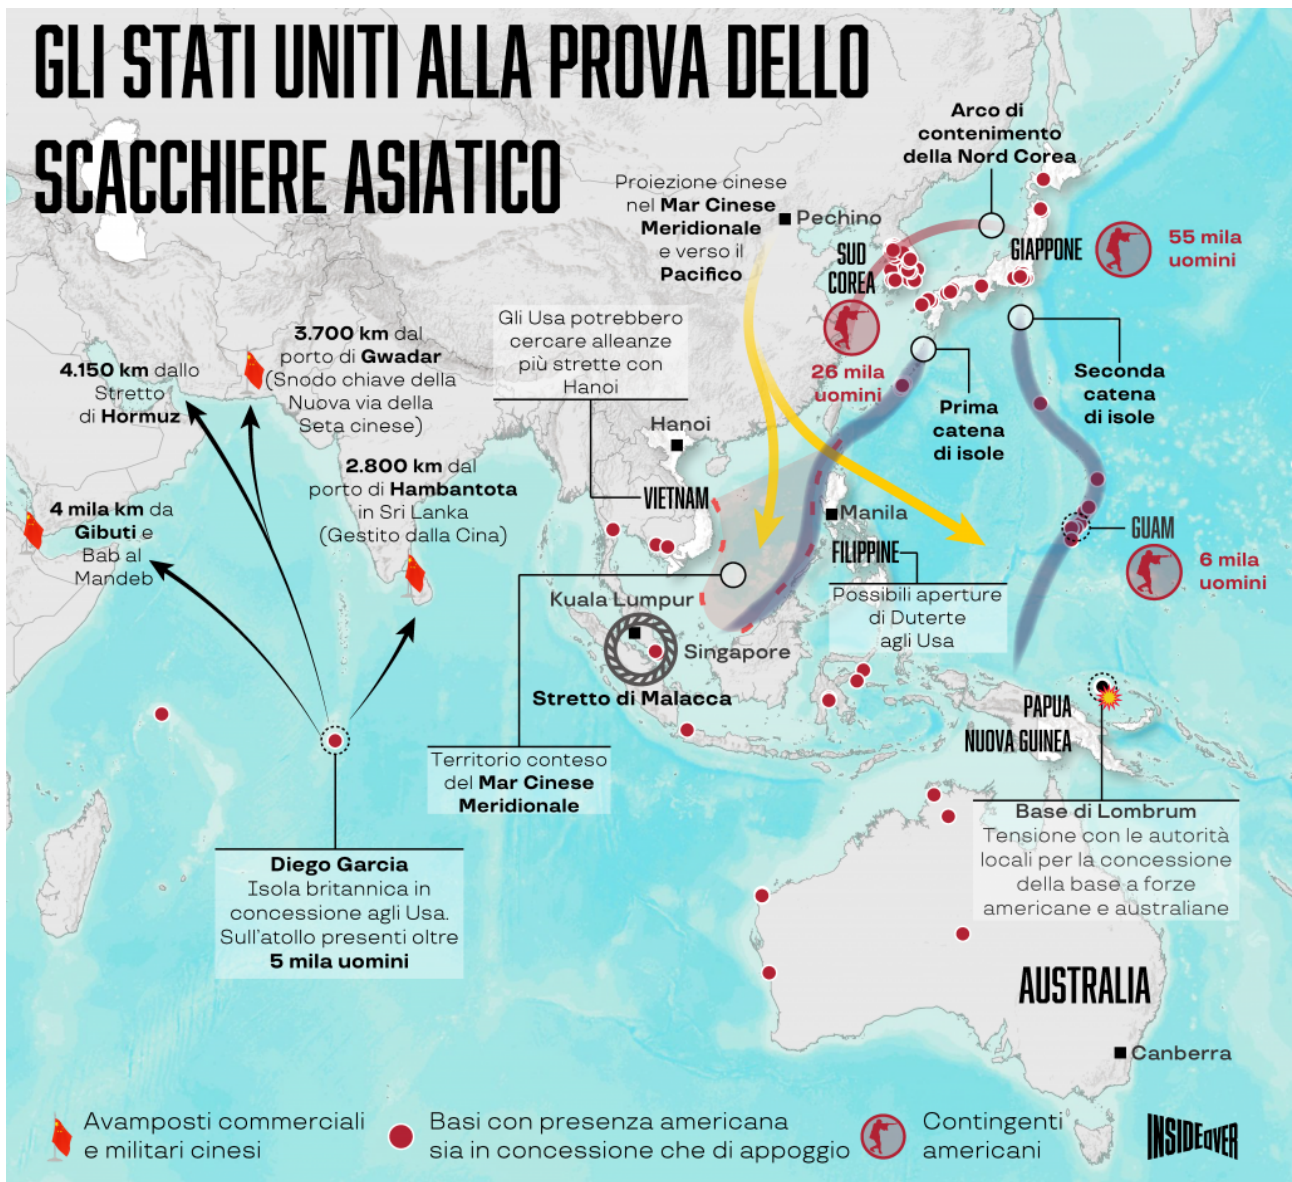 GLI STATI UNITI ALLA PROVA DELLO
SCACCHIERE ASIATICO
Arco di
contenimento
della Nord Corea
Proiezione cinese
nel Mar Cinese
Meridionale
e verso il
Pacifico
Pechino
SUD
COREA
GIAPPONE
55 mila
uomini
26 mila
uomini
Gli Usa potrebbero
cercare alleanze
più strette con
Hanoi
3.700 km dal
porto di Gwadar
(Snodo chiave della
Nuova via della
Seta cinese)
4.150 km dallo
Stretto
di Hormuz
Prima
catena
di isole
Seconda
catena
di isole
Hanoi
VIETNAM
2.800 km dal
porto di Hambantota
in Sri Lanka
(Gestito dalla Cina)
4 mila km da
Gibuti e
Bab al
Mandeb
Manila
FILIPPINE
GUAM
6 mila
uomini
Possibili aperture
di Duterte
agli Usa
Kuala Lumpur
Singapore
Stretto di Malacca
PAPUA
NUOVA GUINEA
Territorio conteso
del Mar Cinese
Meridionale
Base di Lombrum
Tensione con le autorità
locali per la concessione
della base a forze
americane e australiane
Diego Garcia
Isola britannica in
concessione agli Usa.
Sull'atollo presenti oltre
5 mila uomini
AUSTRALIA
Canberra
Avamposti commerciali
e militari cinesi
Basi con presenza americana
sia in concessione che di appoggio
Contingenti
americani
INSIDEOVER